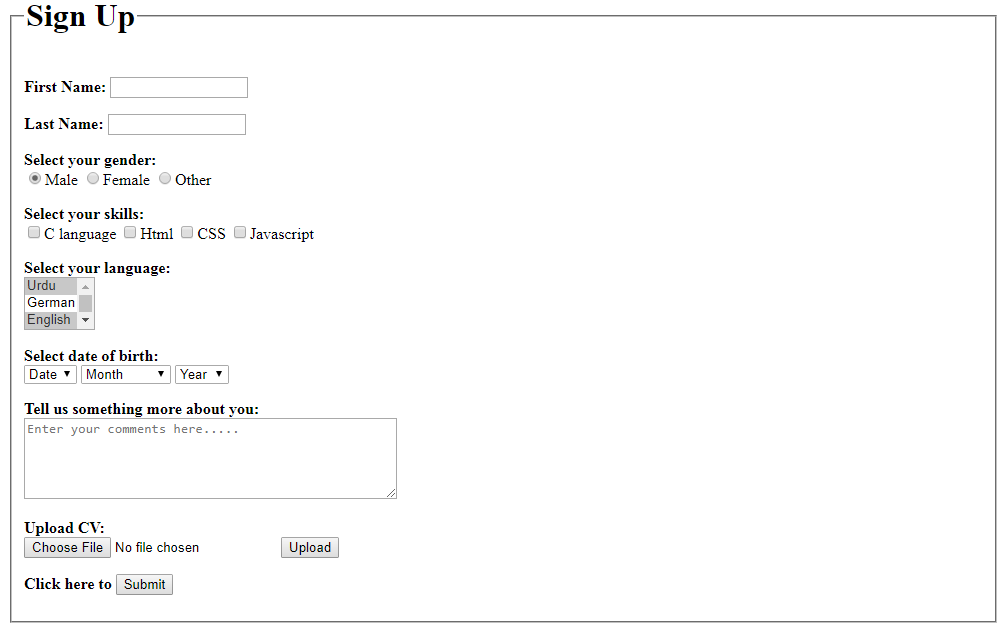 Sign Up
First Name:
Last Name:
Select your gender:
Male Female Other
Select your skills:
C language Html CSS Javascript
Select your language:
Urdu
German
English
Select date of birth:
Date Month Year
Tell us something more about you:
Enter your comments here.....
Upload CV:
Choose File No file chosen Upload
Click here to Submit